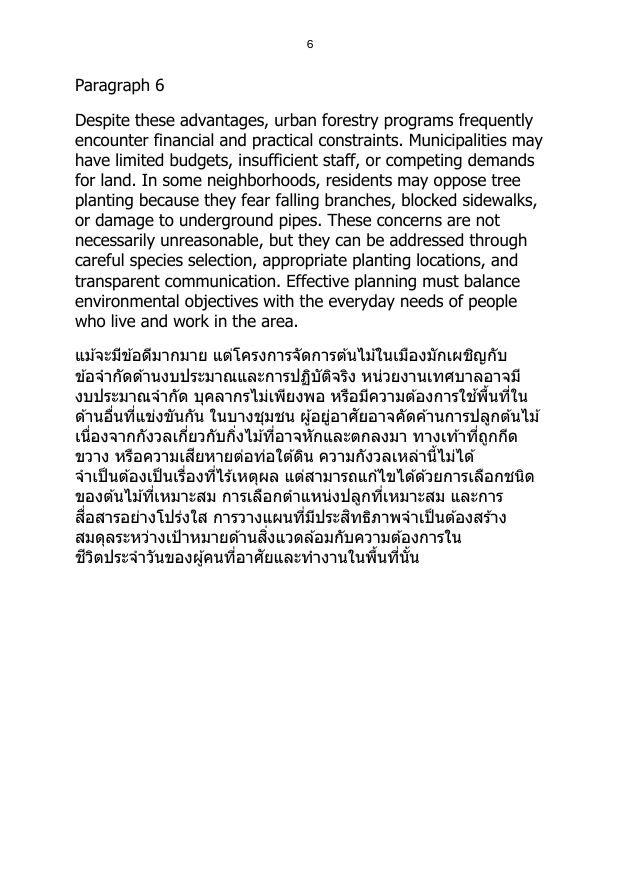 6
Paragraph 6
Despite these advantages, urban forestry programs frequently
encounter financial and practical constraints. Municipalities may
have limited budgets, insufficient staff, or competing demands
for land. In some neighborhoods, residents may oppose tree
planting because they fear falling branches, blocked sidewalks,
or damage to underground pipes. These concerns are not
necessarily unreasonable, but they can be addressed through
careful species selection, appropriate planting locations, and
transparent communication. Effective planning must balance
environmental objectives with the everyday needs of people
who live and work in the area.
แม้จะมีข้อดีมากมาย แต่โครงการจัดการต้นไม้ในเมืองมักเผชิญกับ
ข้อจำกัดด้านงบประมาณและการปฏิบัติจริง หน่วยงานเทศบาลอาจมี
งบประมาณจำกัด บุคลากรไม่เพียงพอ หรือมีความต้องการใช้พื้นที่ใน
ด้านอื่นที่แข่งขันกัน ในบางชุมชน ผู้อยู่อาศัยอาจคัดค้านการปลูกต้นไม้
เนื่องจากกังวลเกี่ยวกับกิ่งไม้ที่อาจหักและตกลงมา ทางเท้าที่ถูกกีด
ขวาง หรือความเสียหายต่อท่อใต้ดิน ความกังวลเหล่านี้ไม่ได้
จำเป็นต้องเป็นเรื่องที่ไร้เหตุผล แต่สามารถแก้ไขได้ด้วยการเลือกชนิด
ของต้นไม้ที่เหมาะสม การเลือกตำแหน่งปลูกที่เหมาะสม และการ
สื่อสารอย่างโปร่งใส การวางแผนที่มีประสิทธิภาพจำเป็นต้องสร้าง
สมดุลระหว่างเป้าหมายด้านสิ่งแวดล้อมกับความต้องการใน
ชีวิตประจำวันของผู้คนที่อาศัยและทำงานในพื้นที่นั้น